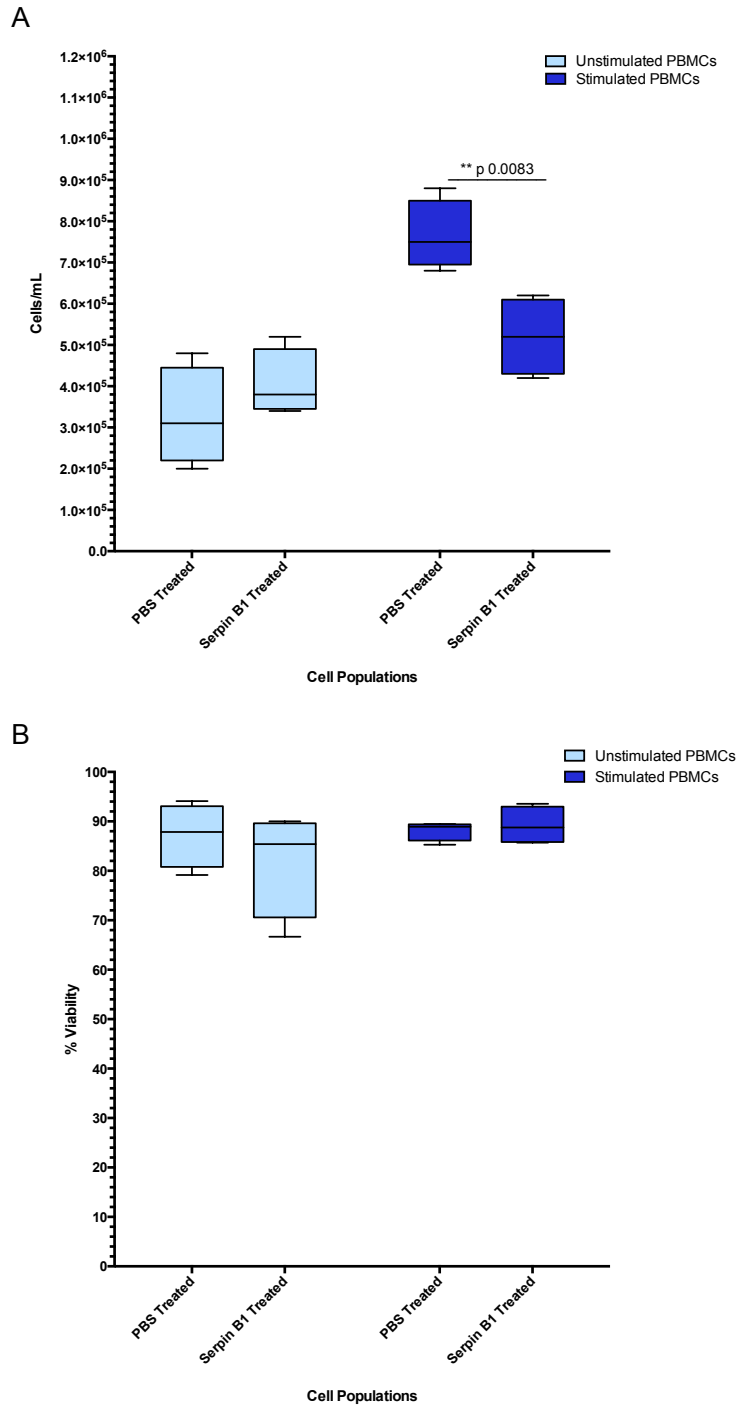 A
Unstimulated PBMCs
Stimulated PBMCs
1.2×10⁶
1.1×10⁶
1.0×10⁶
9.0×10⁵
8.0×10⁵
7.0×10⁵
6.0×10⁵
5.0×10⁵
4.0×10⁵
3.0×10⁵
2.0×10⁵
1.0×10⁵
0.0
Cells/mL
** p 0.0083
PBS Treated
Serpin B1 Treated
PBS Treated
Serpin B1 Treated
Cell Populations
B
Unstimulated PBMCs
Stimulated PBMCs
100
90
80
70
60
50
40
30
20
10
0
% Viability
PBS Treated
Serpin B1 Treated
PBS Treated
Serpin B1 Treated
Cell Populations